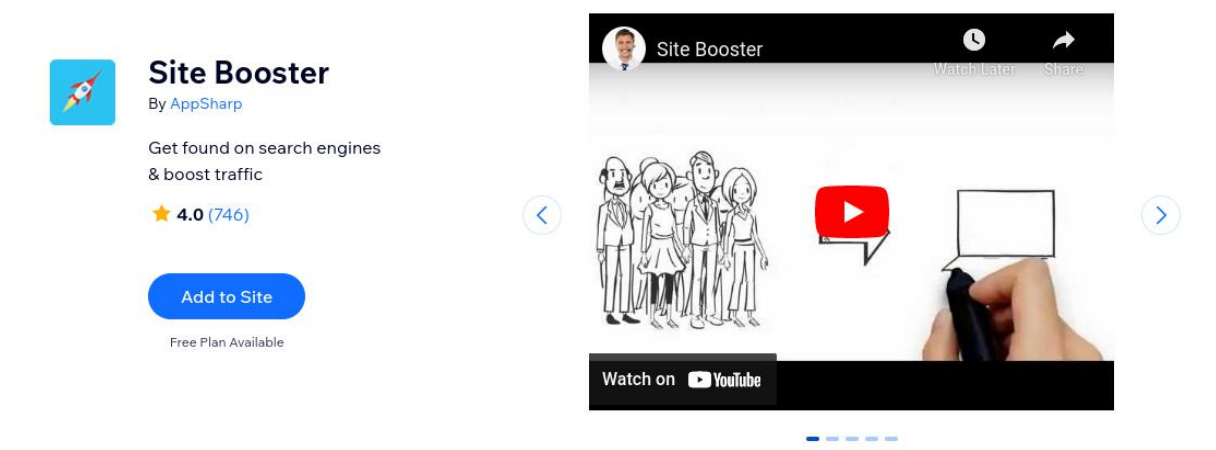 Site Booster
By AppSharp
Get found on search engines
& boost traffic
4.0 (746)
Add to Site
Free Plan Available
Site Booster
Watch Later
Share
Watch on YouTube